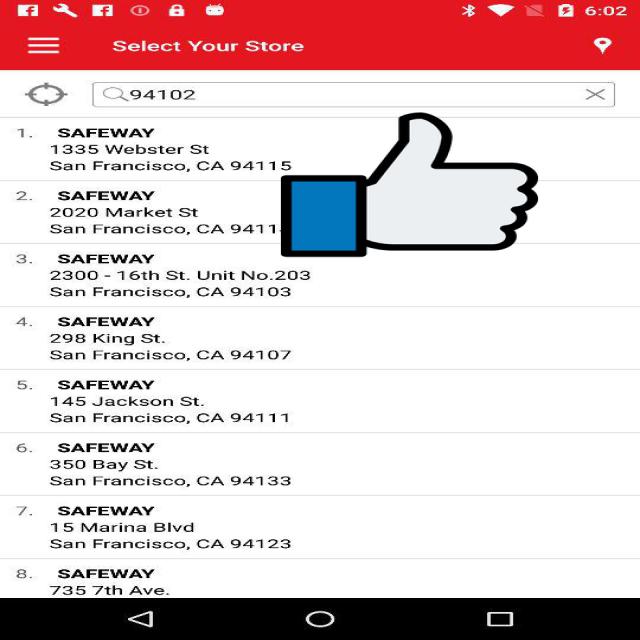 6:02
Select Your Store
94102
1. SAFEWAY
1335 Webster St
San Francisco, CA 94115
2. SAFEWAY
2020 Market St
San Francisco, CA
3. SAFEWAY
2300 - 16th St. Unit No.203
San Francisco, CA 94103
4. SAFEWAY
298 King St.
San Francisco, CA 94107
5. SAFEWAY
145 Jackson St.
San Francisco, CA 94111
6. SAFEWAY
350 Bay St.
San Francisco, CA 94133
7. SAFEWAY
15 Marina Blvd
San Francisco, CA 94123
8. SAFEWAY
735 7th Ave.